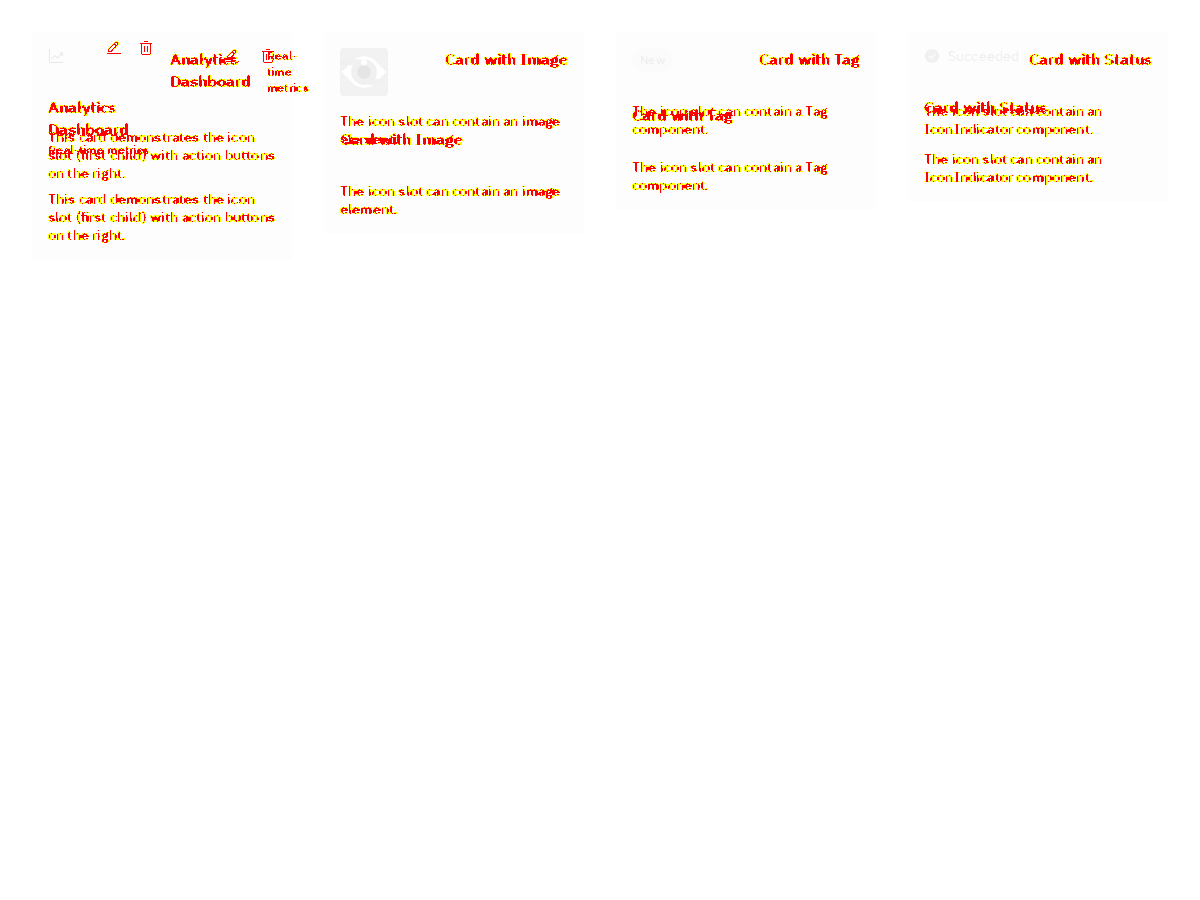 Analytics
Dashboard
Real-
time
metrics
Analytics
Dashboard
Real-time metrics
This card demonstrates the icon
slot (first child) with action buttons
on the right.
This card demonstrates the icon
slot (first child) with action buttons
on the right.
Card with Image
The icon slot can contain an image
element.
Card with Image
The icon slot can contain an image
element.
New
Card with Tag
The icon slot can contain a Tag
Card with Tag
component.
The icon slot can contain a Tag
component.
Succeeded
Card with Status
Card with Status
The icon slot can contain an
IconIndicator component.
The icon slot can contain an
IconIndicator component.